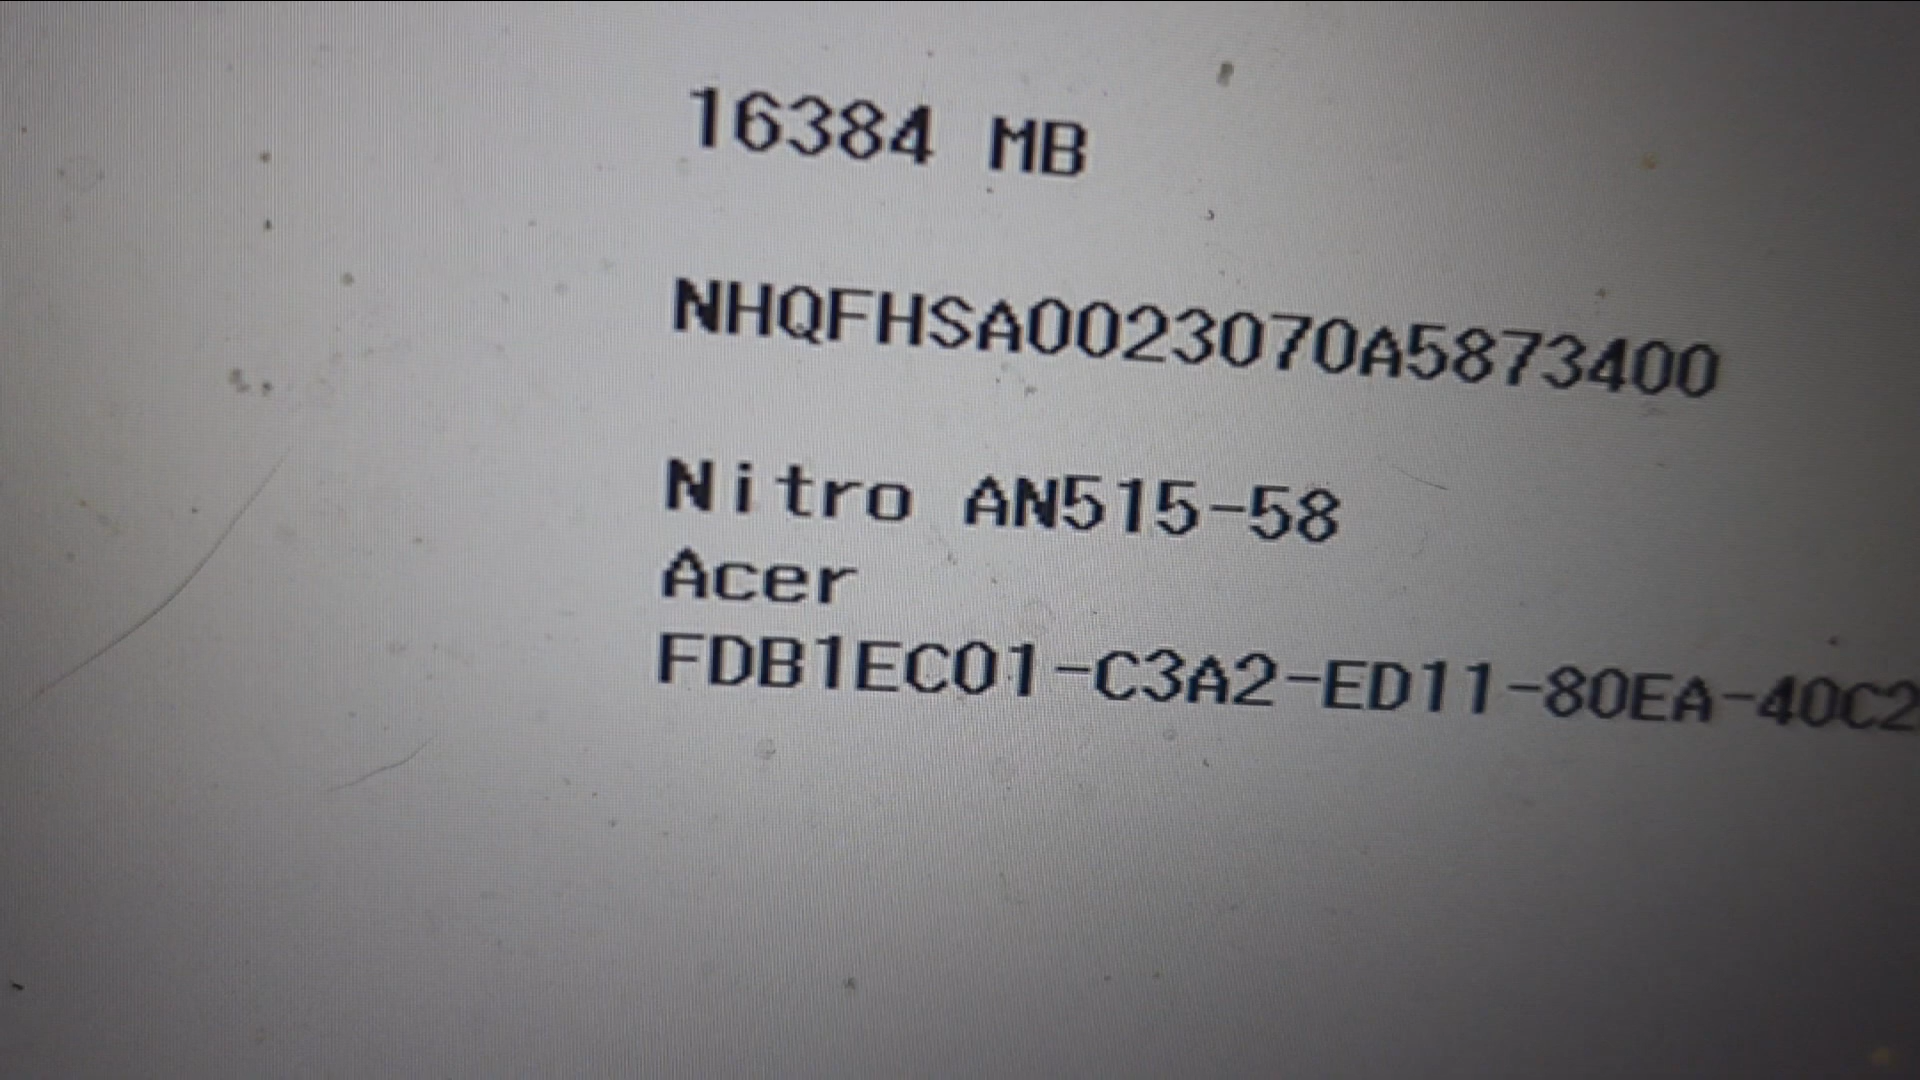 16384 MB
NHQFHSA0023070A5873400
Nitro AN515-58
Acer
FDB1EC01-C3A2-ED11-80EA-40C2